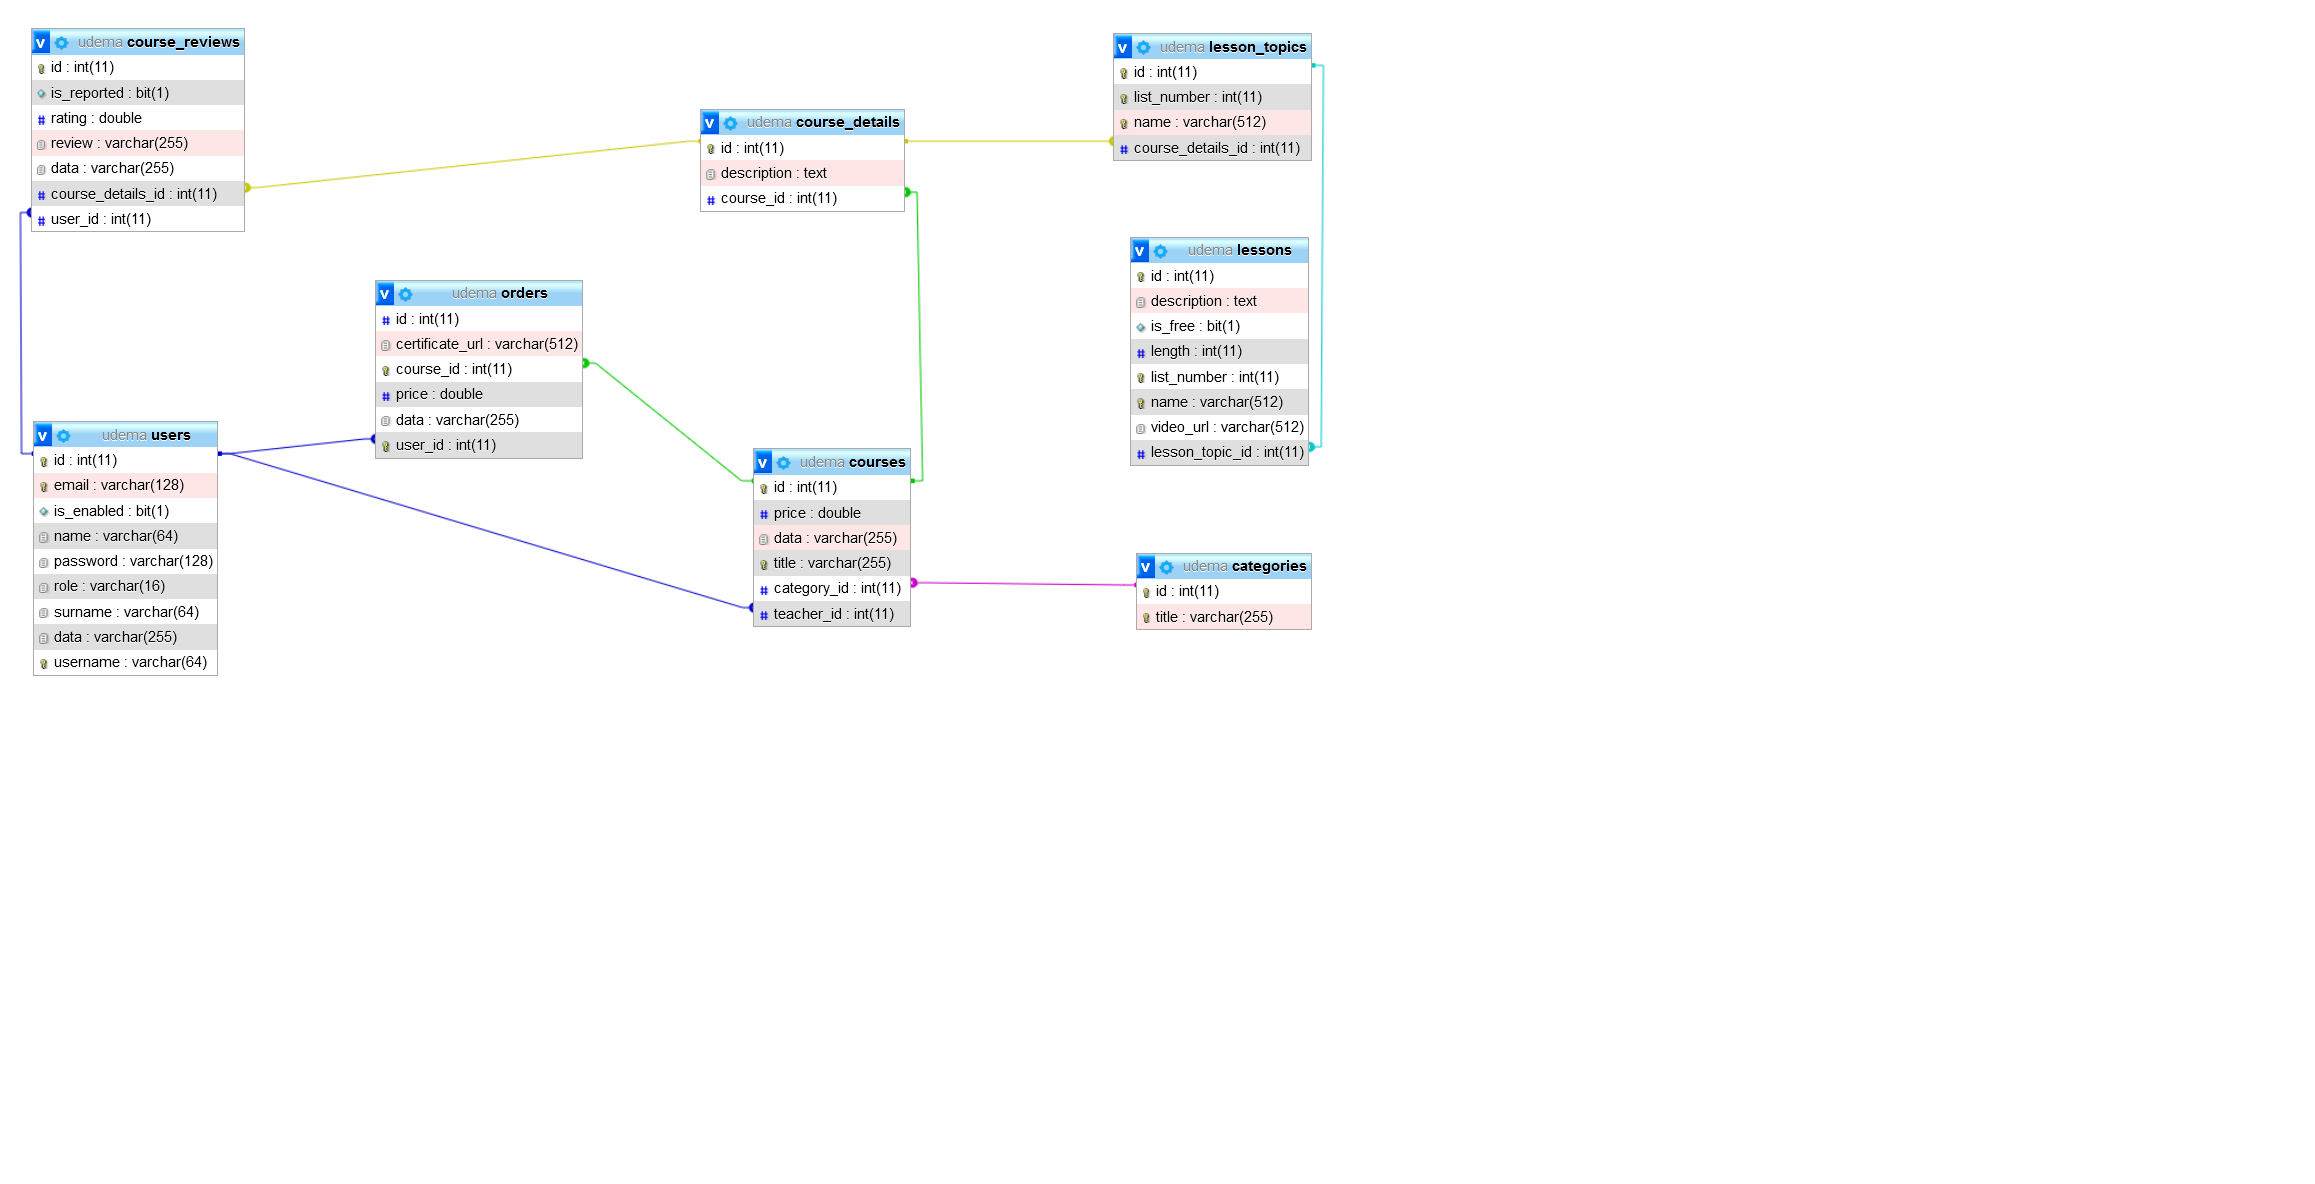 v udema course_reviews
id : int(11)
is_reported : bit(1)
# rating : double
review : varchar(255)
data : varchar(255)
# course_details_id : int(11)
# user_id : int(11)
v udema course_details
id : int(11)
description : text
# course_id : int(11)
v udema lesson_topics
id : int(11)
list_number : int(11)
name : varchar(512)
# course_details_id : int(11)
v udema lessons
id : int(11)
description : text
is_free : bit(1)
# length : int(11)
list_number : int(11)
name : varchar(512)
video_url : varchar(512)
# lesson_topic_id : int(11)
v udema orders
# id : int(11)
certificate_url : varchar(512)
course_id : int(11)
# price : double
data : varchar(255)
user_id : int(11)
v udema users
id : int(11)
email : varchar(128)
is_enabled : bit(1)
name : varchar(64)
password : varchar(128)
role : varchar(16)
surname : varchar(64)
data : varchar(255)
username : varchar(64)
v udema courses
id : int(11)
# price : double
data : varchar(255)
title : varchar(255)
# category_id : int(11)
# teacher_id : int(11)
v udema categories
id : int(11)
title : varchar(255)